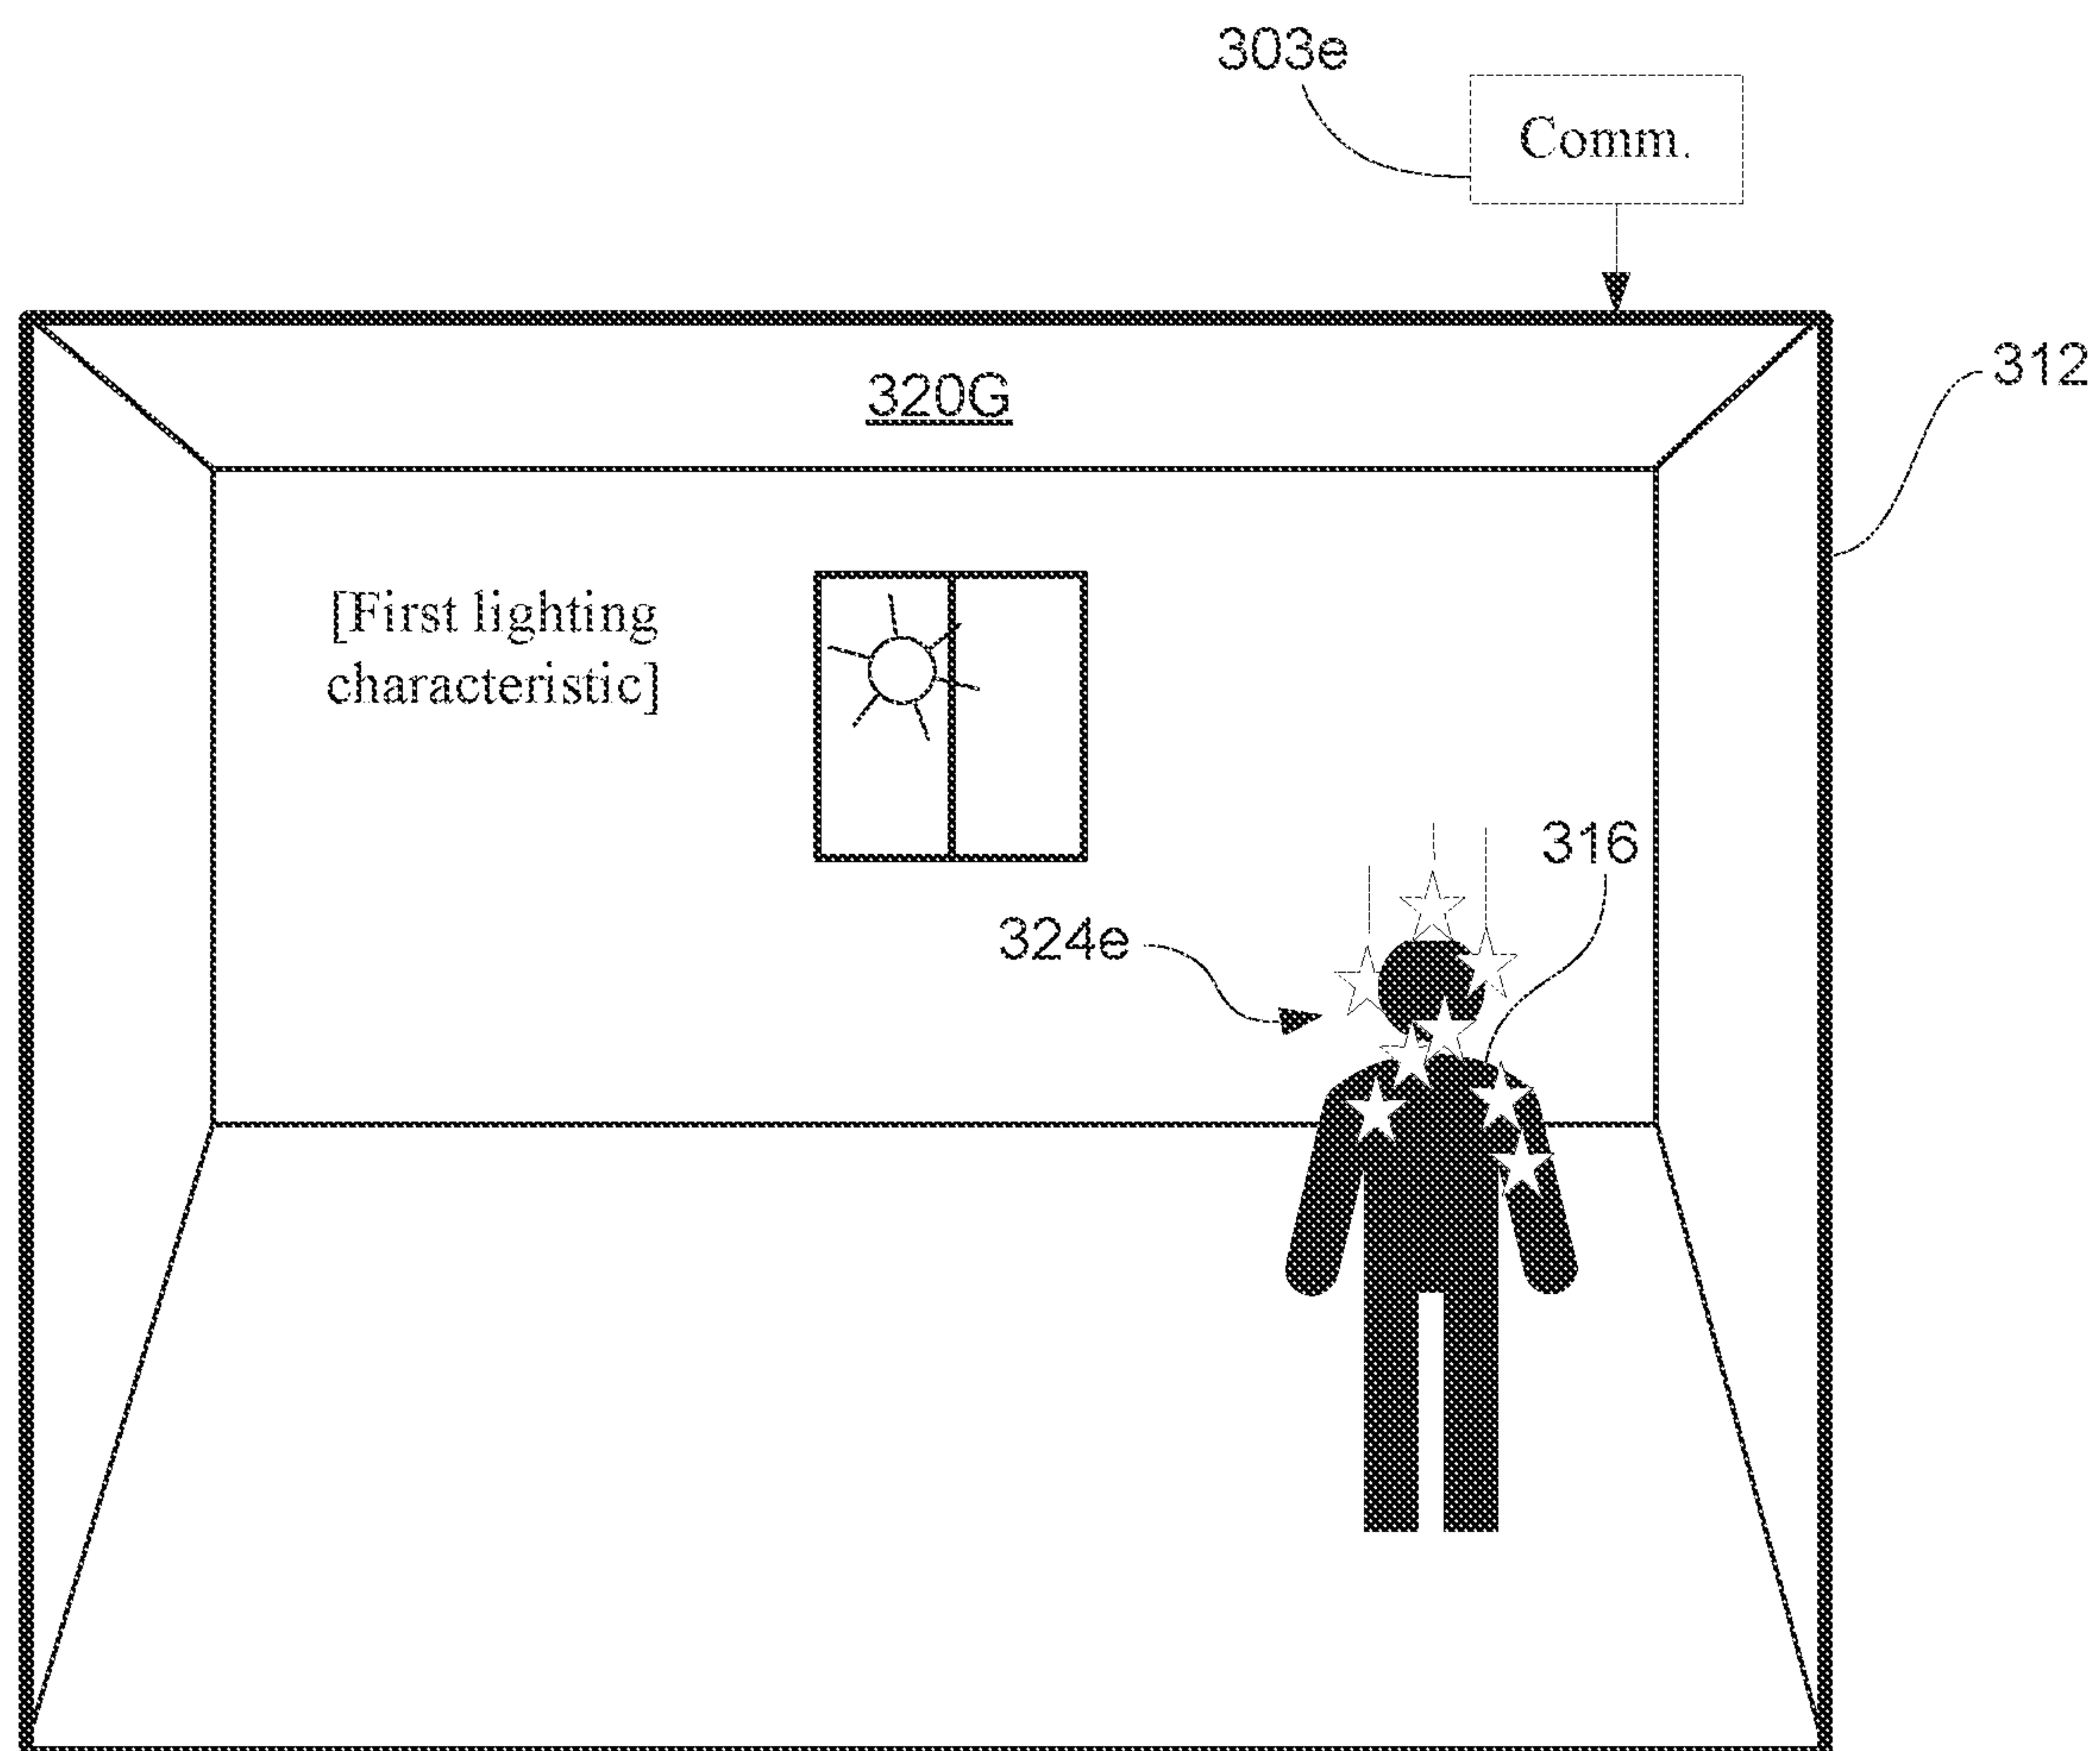 303e
Comm.
312
320G
[First lighting
characteristic]
316
324e